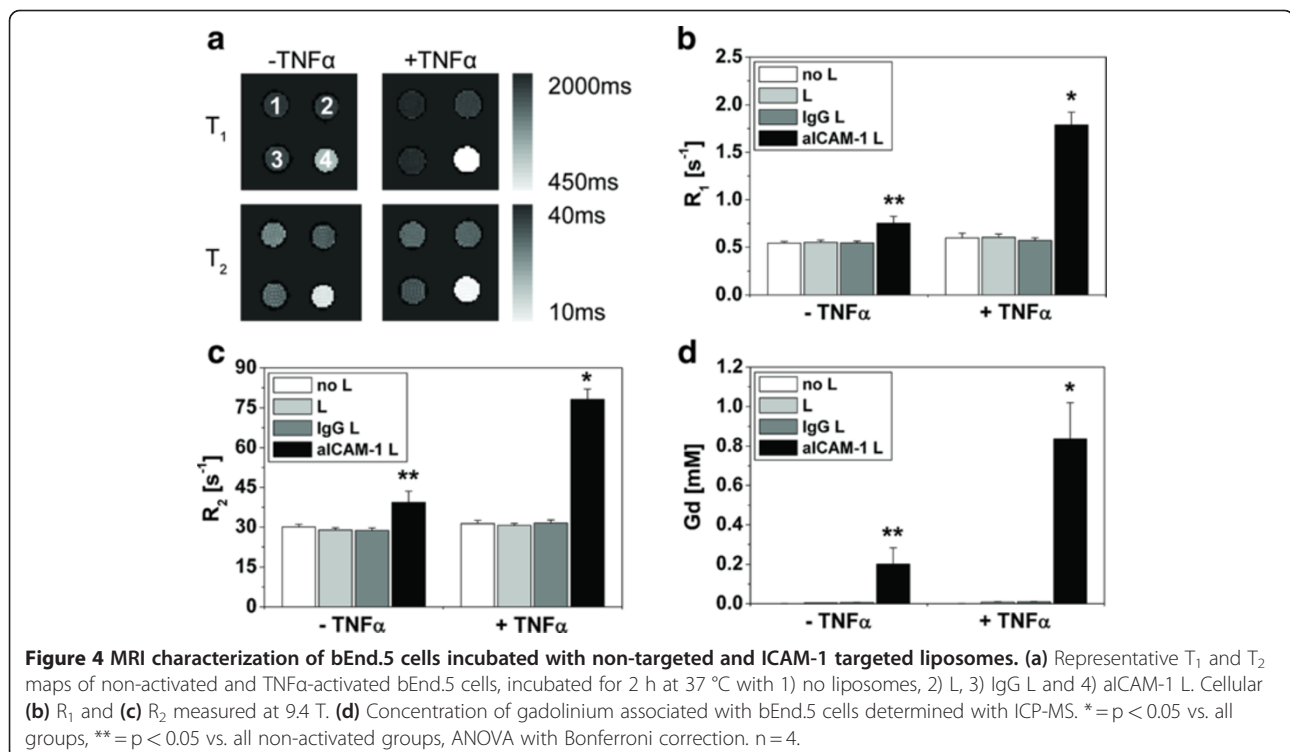 a
-TNFα +TNFα
T1
1 2
3 4
2000ms
450ms
T2
40ms
10ms
b
2.5
2.0
1.5
1.0
0.5
0.0
R1 [s-1]
no L
L
IgG L
aICAM-1 L
**
*
- TNFα + TNFα
c
90
75
60
45
30
15
0
R2 [s-1]
no L
L
IgG L
aICAM-1 L
**
*
- TNFα + TNFα
d
1.2
1.0
0.8
0.6
0.4
0.2
0.0
Gd [mM]
no L
L
IgG L
aICAM-1 L
**
*
- TNFα + TNFα
Figure 4 MRI characterization of bEnd.5 cells incubated with non-targeted and ICAM-1 targeted liposomes. (a) Representative T1 and T2
maps of non-activated and TNFα-activated bEnd.5 cells, incubated for 2 h at 37 °C with 1) no liposomes, 2) L, 3) IgG L and 4) aICAM-1 L. Cellular
(b) R1 and (c) R2 measured at 9.4 T. (d) Concentration of gadolinium associated with bEnd.5 cells determined with ICP-MS. * = p < 0.05 vs. all
groups, ** = p < 0.05 vs. all non-activated groups, ANOVA with Bonferroni correction. n = 4.